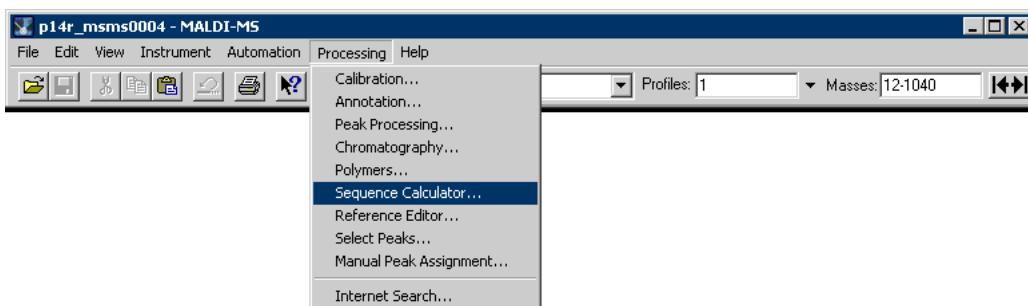 p14r_msms0004 - MALDI-MS
File Edit View Instrument Automation Processing Help
Profiles: 1 Masses: 12-1040
Calibration...
Annotation...
Peak Processing...
Chromatography...
Polymers...
Sequence Calculator...
Reference Editor...
Select Peaks...
Manual Peak Assignment...
Internet Search...